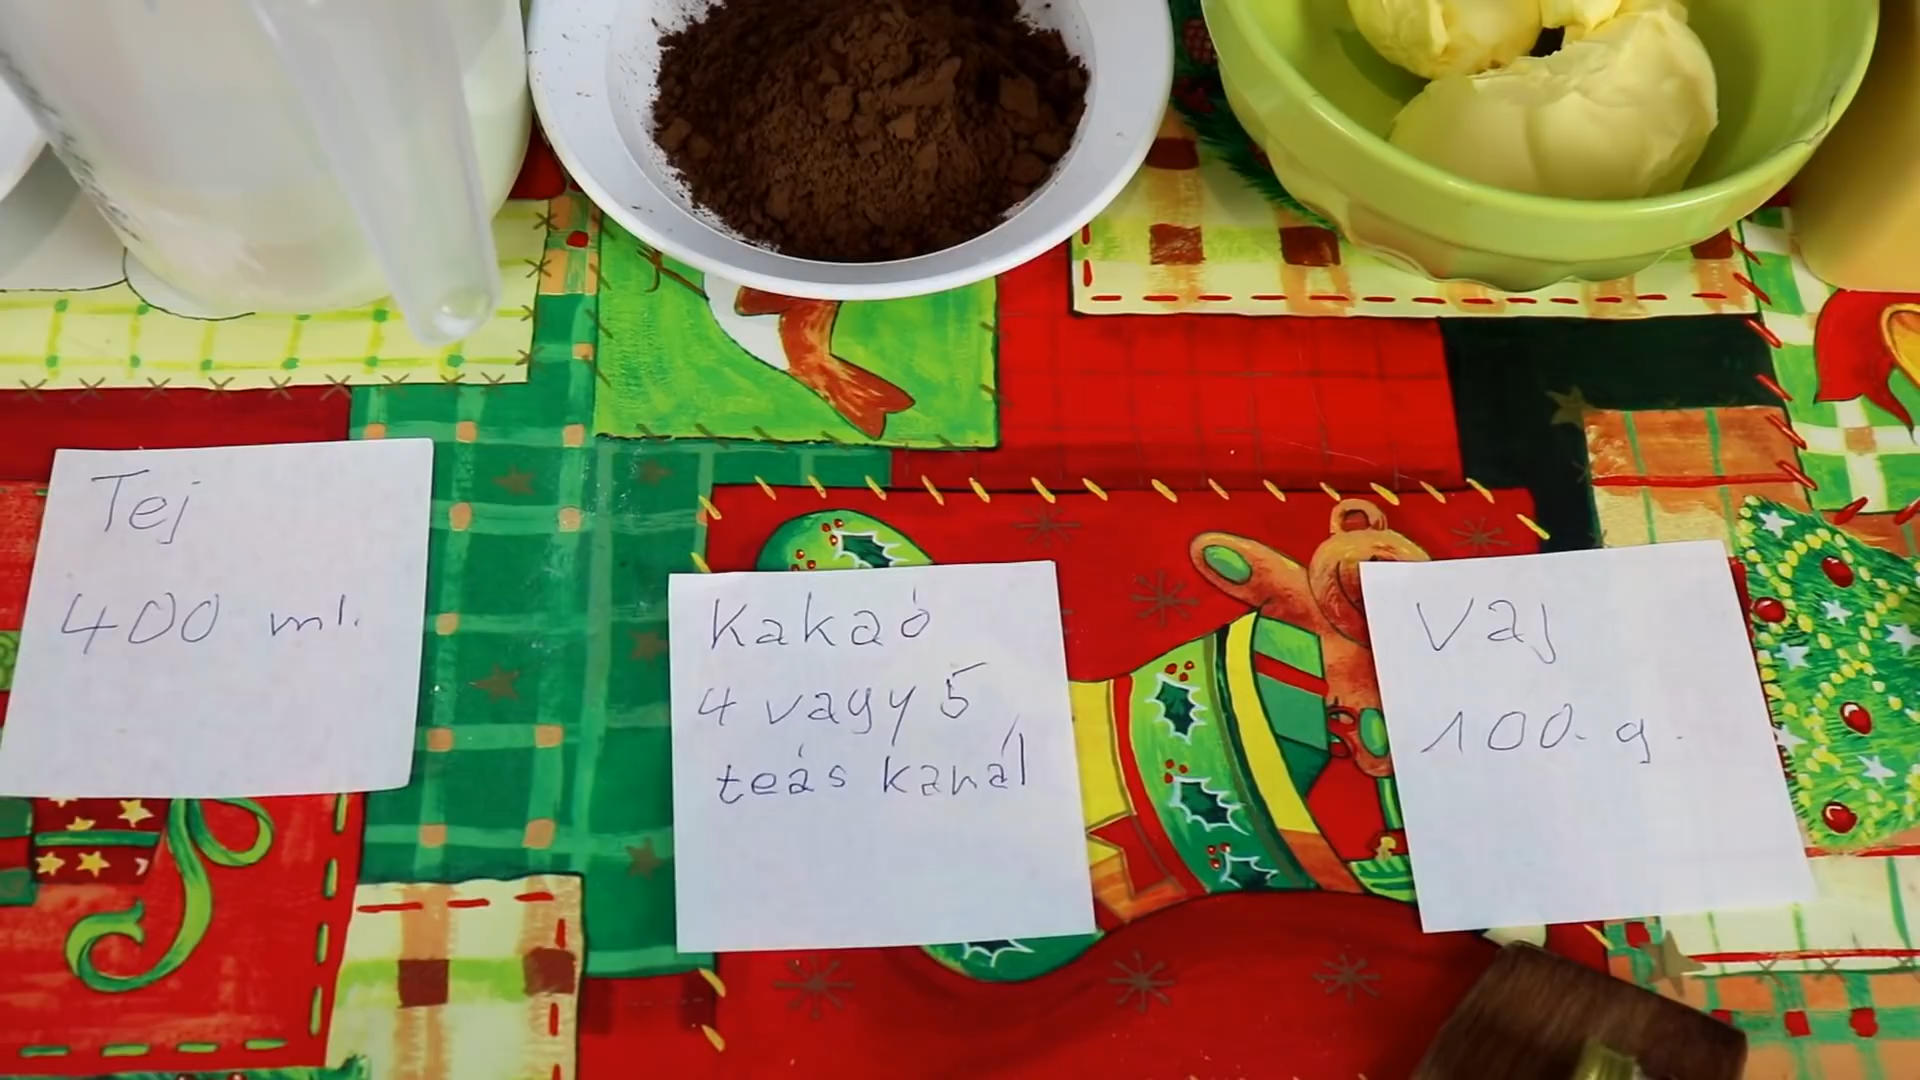 Tej
400 ml.
Kakaó
4 vagy 5
teás kanál
Vaj
100. g.